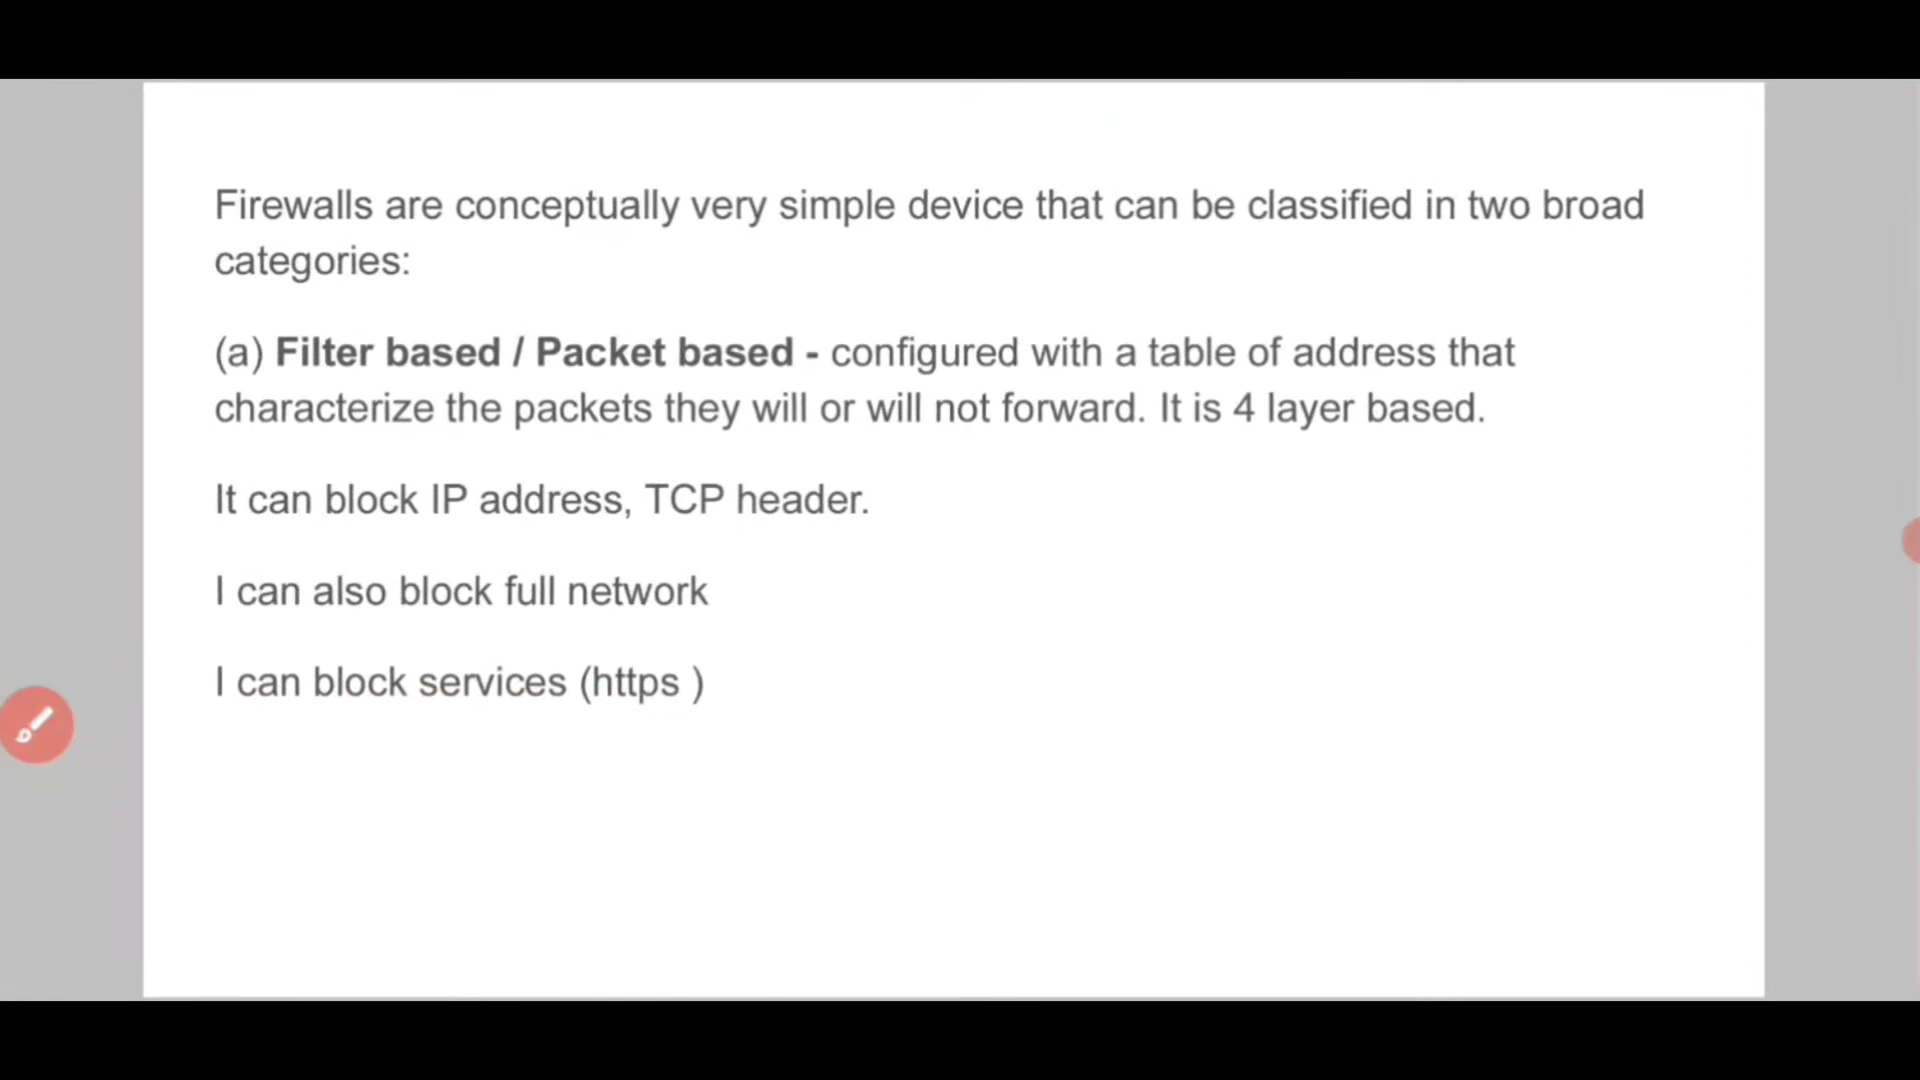 Firewalls are conceptually very simple device that can be classified in two broad
categories:
(a) Filter based / Packet based - configured with a table of address that
characterize the packets they will or will not forward. It is 4 layer based.
It can block IP address, TCP header.
I can also block full network
I can block services (https )